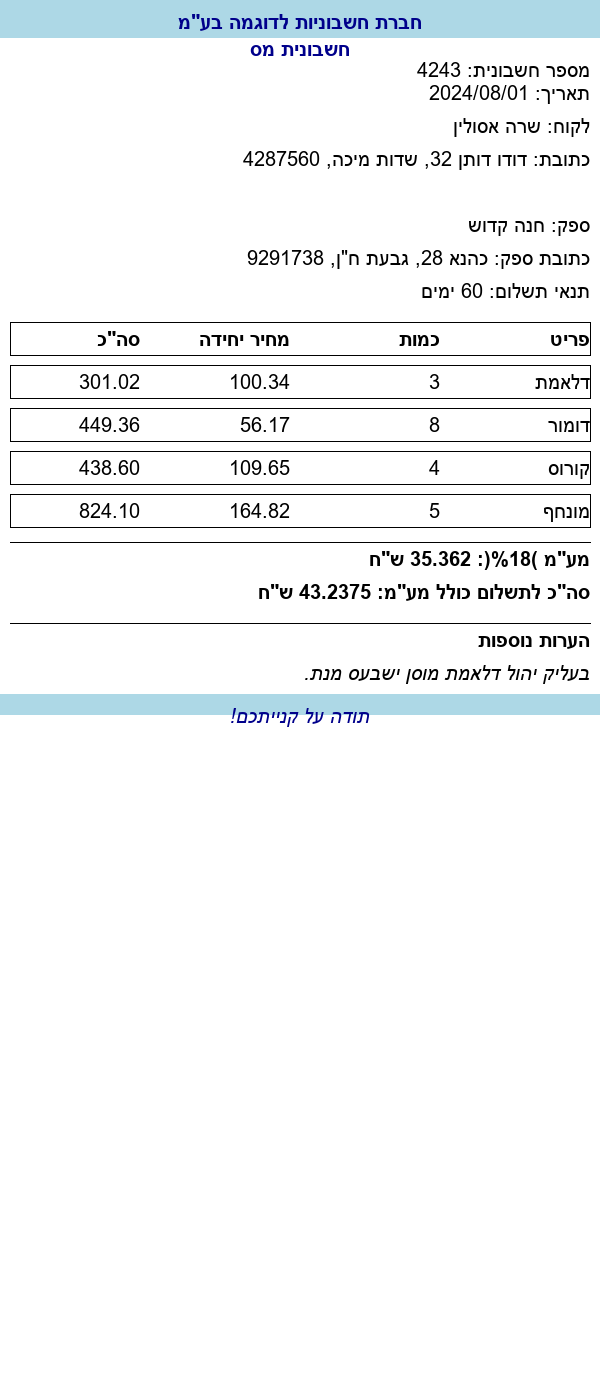 חברת חשבוניות לדוגמה בע"מ
חשבונית מס
מספר חשבונית: 4243
תאריך: 2024/08/01
לקוח: שרה אסולין
כתובת: דודו דותן 32, שדות מיכה, 4287560
ספק: חנה קדוש
כתובת ספק: כהנא 28, גבעת ח"ן, 9291738
תנאי תשלום: 60 ימים
פריט כמות מחיר יחידה סה"כ
דלאמת 3 100.34 301.02
דומור 8 56.17 449.36
קורוס 4 109.65 438.60
מונחף 5 164.82 824.10
מע"מ )18%(: 35.362 ש"ח
סה"כ לתשלום כולל מע"מ: 43.2375 ש"ח
הערות נוספות
בעליק יהול דלאמת מוסן ישבעס מנת.
תודה על קנייתכם!